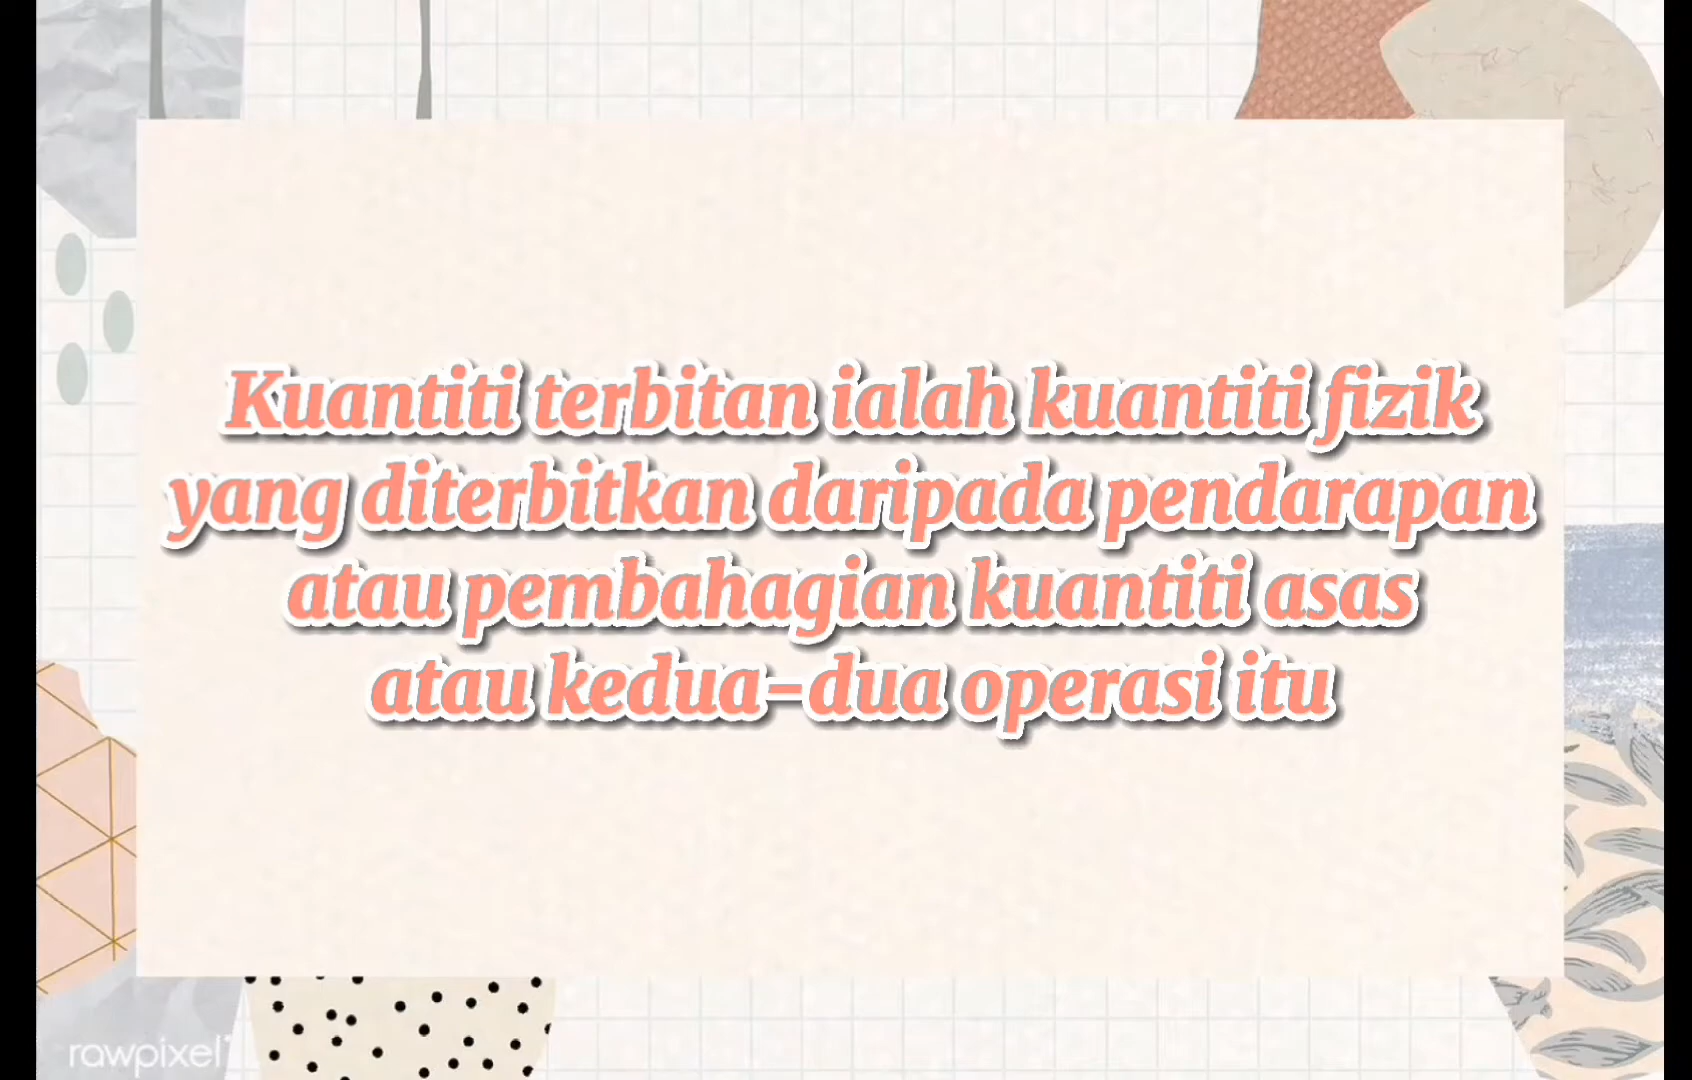 Kuantiti terbitan ialah kuantiti fizik
yang diterbitkan daripada pendarapan
atau pembahagian kuantiti asas
atau kedua-dua operasi itu
rawpixel